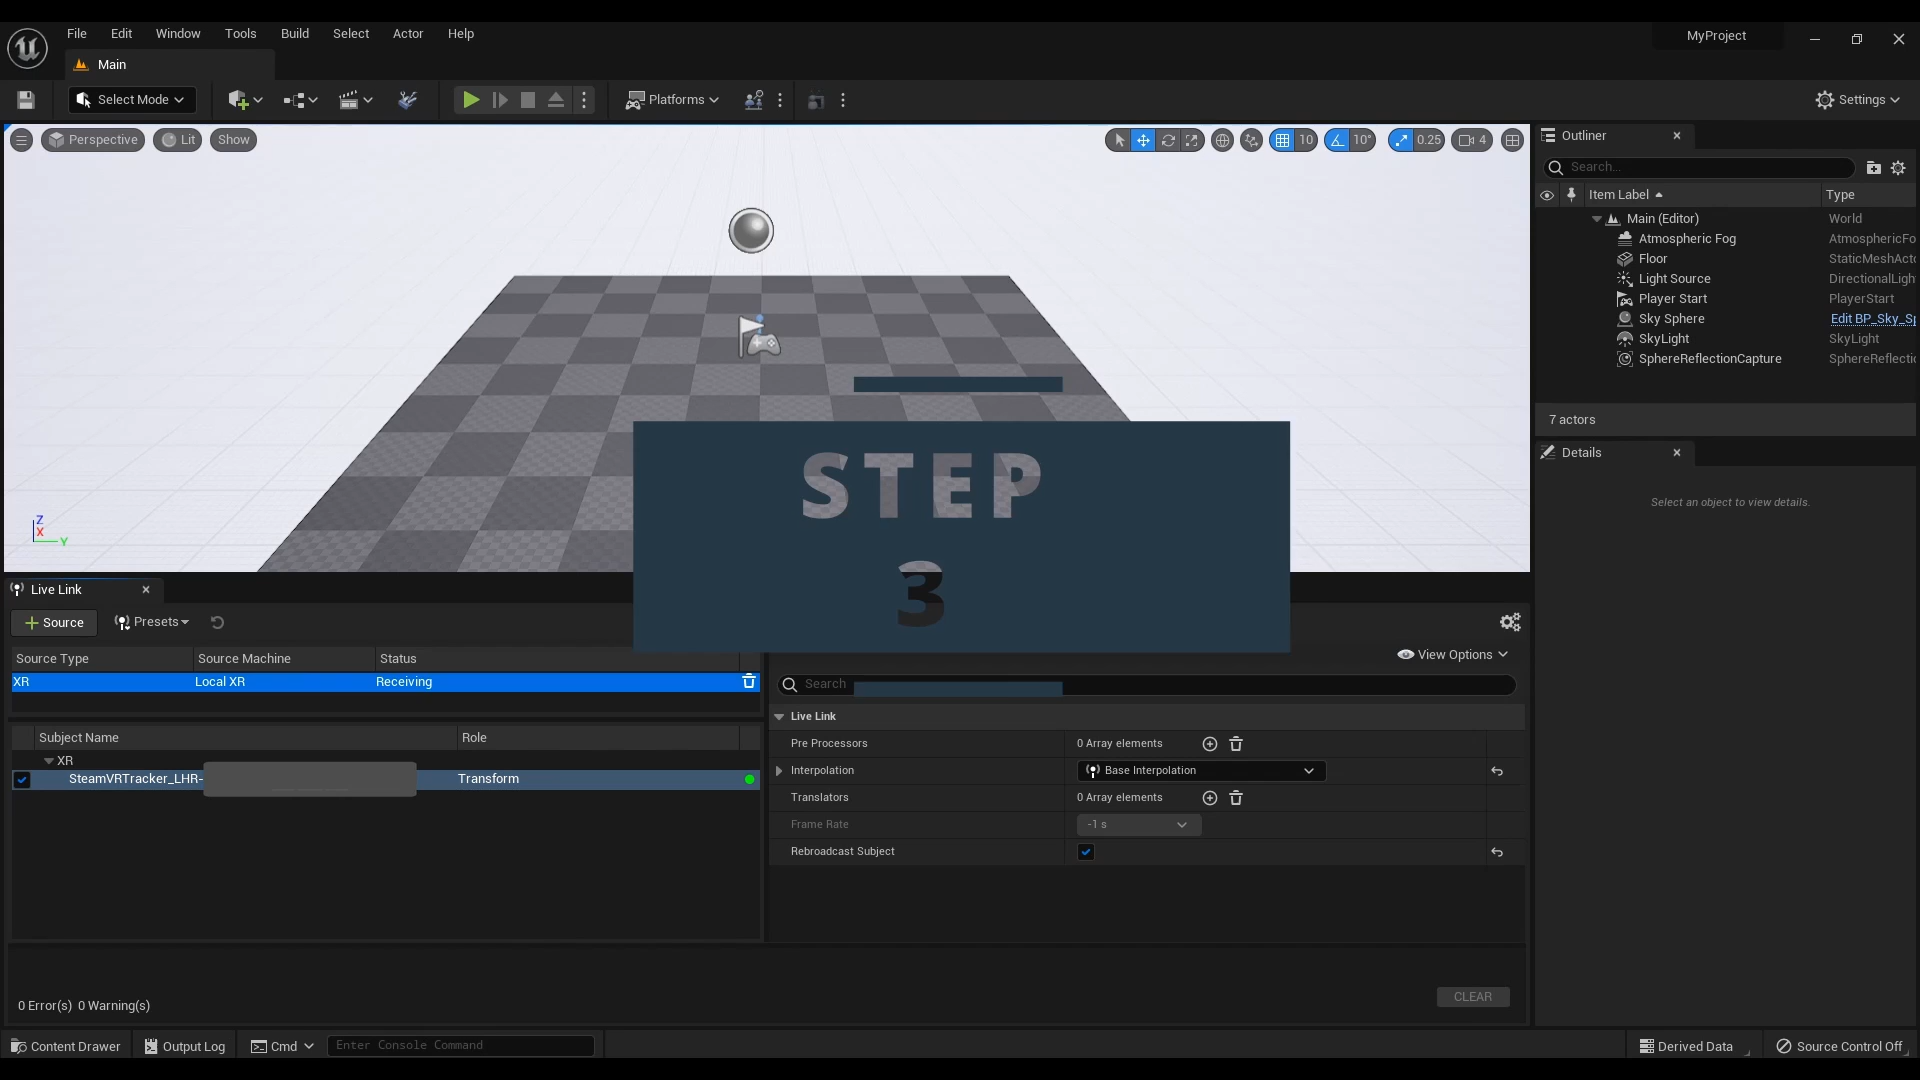 File Edit Window Tools Build Select Actor Help
MyProject
Main
Select Mode
Platforms
Settings
Perspective
Lit
Show
10
10°
0.25
4
Outliner
Search...
Item Label
Type
Main (Editor) World
Atmospheric Fog AtmosphericFo
Floor StaticMeshActo
Light Source DirectionalLigh
Player Start PlayerStart
Sky Sphere Edit BP_Sky_Sp
SkyLight SkyLight
SphereReflectionCapture SphereReflectio
7 actors
Details
Select an object to view details.
Z
X
Y
STEP
3
Live Link
Source
Presets
Source Type Source Machine Status
XR Local XR Receiving
Subject Name Role
XR
SteamVRTracker_LHR- Transform
View Options
Search
Live Link
Pre Processors 0 Array elements
Interpolation Base Interpolation
Translators 0 Array elements
Frame Rate -1 s
Rebroadcast Subject
0 Error(s) 0 Warning(s)
CLEAR
Content Drawer
Output Log
Cmd
Enter Console Command
Derived Data
Source Control Off